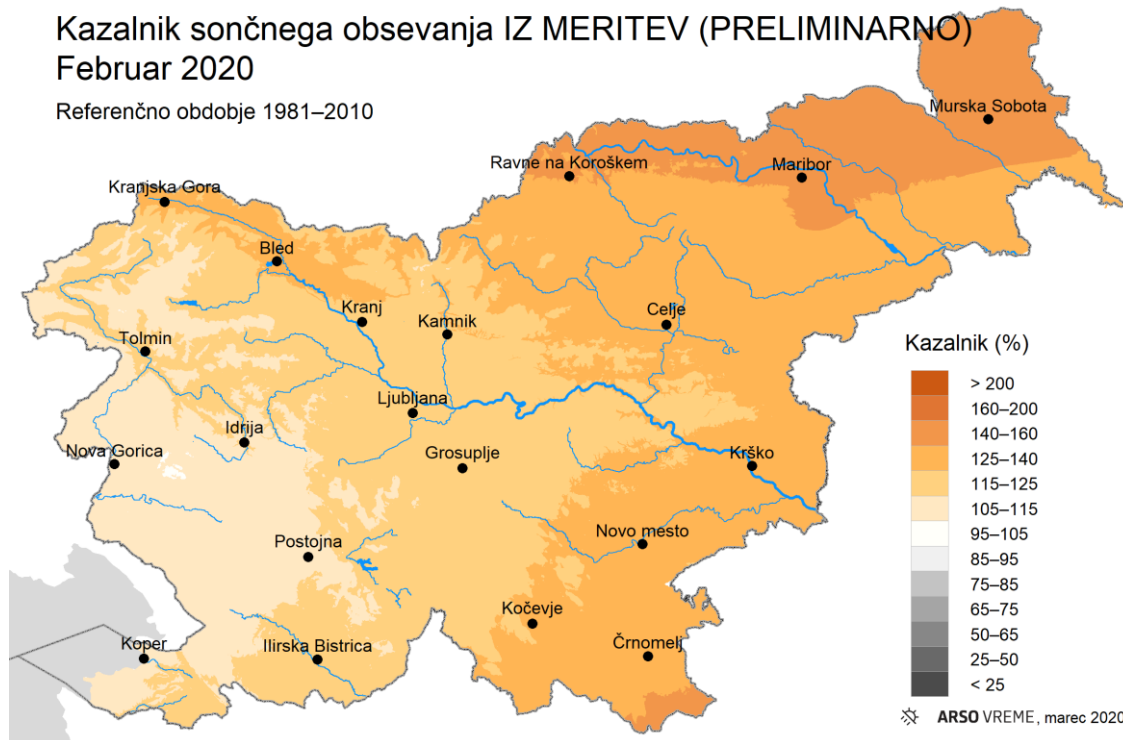 Kazalnik sončnega obsevanja IZ MERITEV (PRELIMINARNO)
Februar 2020
Referenčno obdobje 1981–2010
Murska Sobota
Ravne na Koroškem
Maribor
Kranjska Gora
Bled
Kranj
Kamnik
Celje
Tolmin
Ljubljana
Idrija
Nova Gorica
Grosuplje
Krško
Novo mesto
Postojna
Kočevje
Koper
Ilirska Bistrica
Črnomelj
Kazalnik (%)
> 200
160–200
140–160
125–140
115–125
105–115
95–105
85–95
75–85
65–75
50–65
25–50
< 25
ARSO VREME, marec 2020